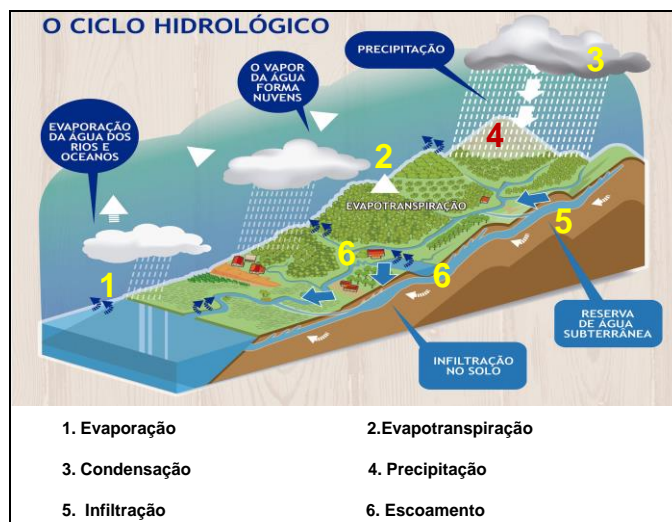 O CICLO HIDROLÓGICO
PRECIPITAÇÃO
3
O VAPOR
DA ÁGUA
FORMA
NUVENS
EVAPORAÇÃO
DA ÁGUA DOS
RIOS E
OCEANOS
4
2
EVAPOTRANSPIRAÇÃO
5
6
6
1
RESERVA
DE ÁGUA
SUBTERRÂNEA
INFILTRAÇÃO
NO SOLO
1. Evaporação
2.Evapotranspiração
3. Condensação
4. Precipitação
5. Infiltração
6. Escoamento